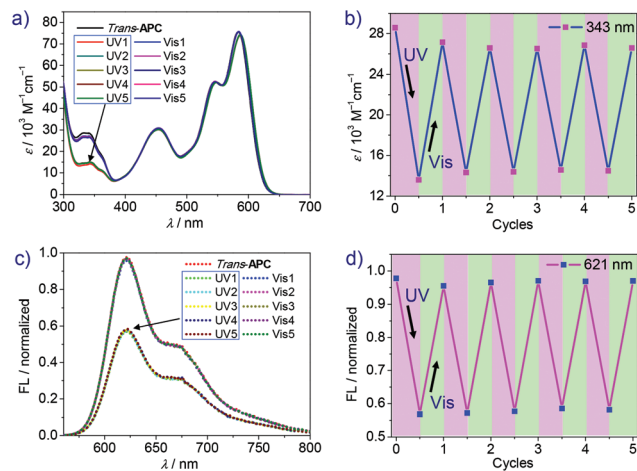 a)
Trans-APC
UV1 Vis1
UV2 Vis2
UV3 Vis3
UV4 Vis4
UV5 Vis5
ε / 10³ M⁻¹ cm⁻¹
80
70
60
50
40
30
20
10
0
300 400 500 600 700
λ / nm
b)
343 nm
UV
Vis
ε / 10³ M⁻¹ cm⁻¹
28
24
20
16
12
0 1 2 3 4 5
Cycles
c)
Trans-APC
UV1 Vis1
UV2 Vis2
UV3 Vis3
UV4 Vis4
UV5 Vis5
FL / normalized
1.0
0.8
0.6
0.4
0.2
0.0
600 650 700 750 800
λ / nm
d)
621 nm
UV
Vis
FL / normalized
1.0
0.9
0.8
0.7
0.6
0.5
0 1 2 3 4 5
Cycles